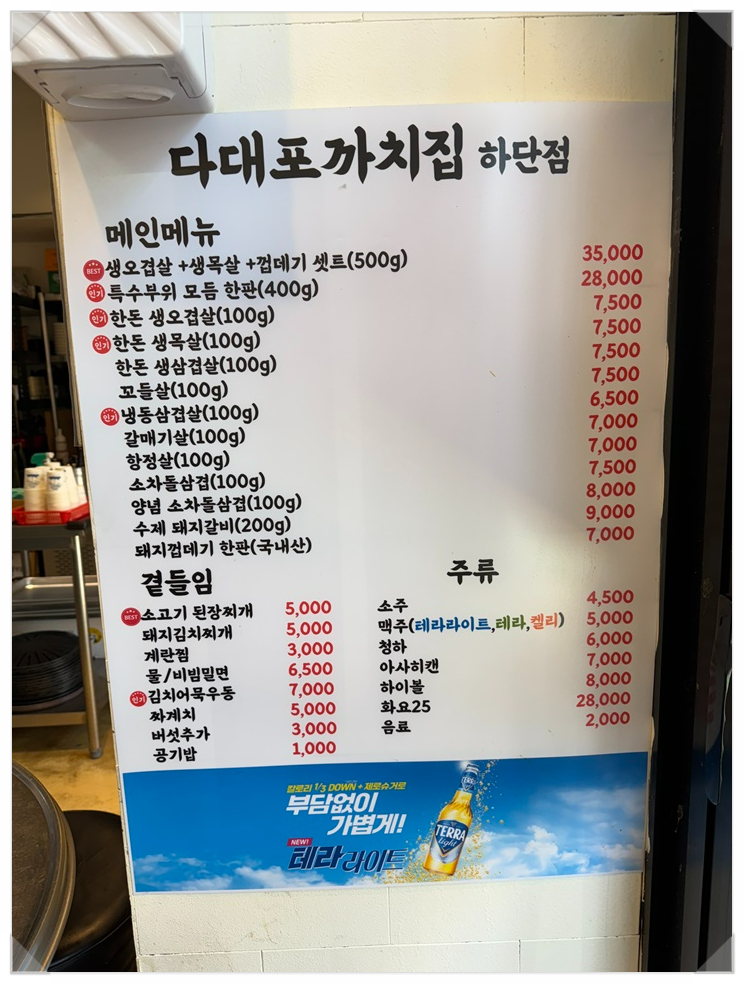 다대포까치집 하단점
메인메뉴
BEST 생오겹살 +생목살 +껍데기 셋트(500g) 35,000
인기 특수부위 모듬 한판(400g) 28,000
인기 한돈 생오겹살(100g) 7,500
인기 한돈 생목살(100g) 7,500
한돈 생삼겹살(100g) 7,500
꼬들살(100g) 7,500
인기 냉동삼겹살(100g) 6,500
갈매기살(100g) 7,000
항정살(100g) 7,000
소차돌삼겹(100g) 7,500
양념 소차돌삼겹(100g) 8,000
수제 돼지갈비(200g) 9,000
돼지껍데기 한판(국내산) 7,000
곁들임
BEST 소고기 된장찌개 5,000
돼지김치찌개 5,000
계란찜 3,000
물/비빔밀면 6,500
인기 김치어묵우동 7,000
짜계치 5,000
버섯추가 3,000
공기밥 1,000
주류
소주 4,500
맥주(테라라이트,테라,켈리) 5,000
청하 6,000
아사히캔 7,000
하이볼 8,000
화요25 28,000
음료 2,000
칼로리 1/3 DOWN + 제로슈거로
부담없이
가볍게!
NEW!
테라 라이트
TERRA
light